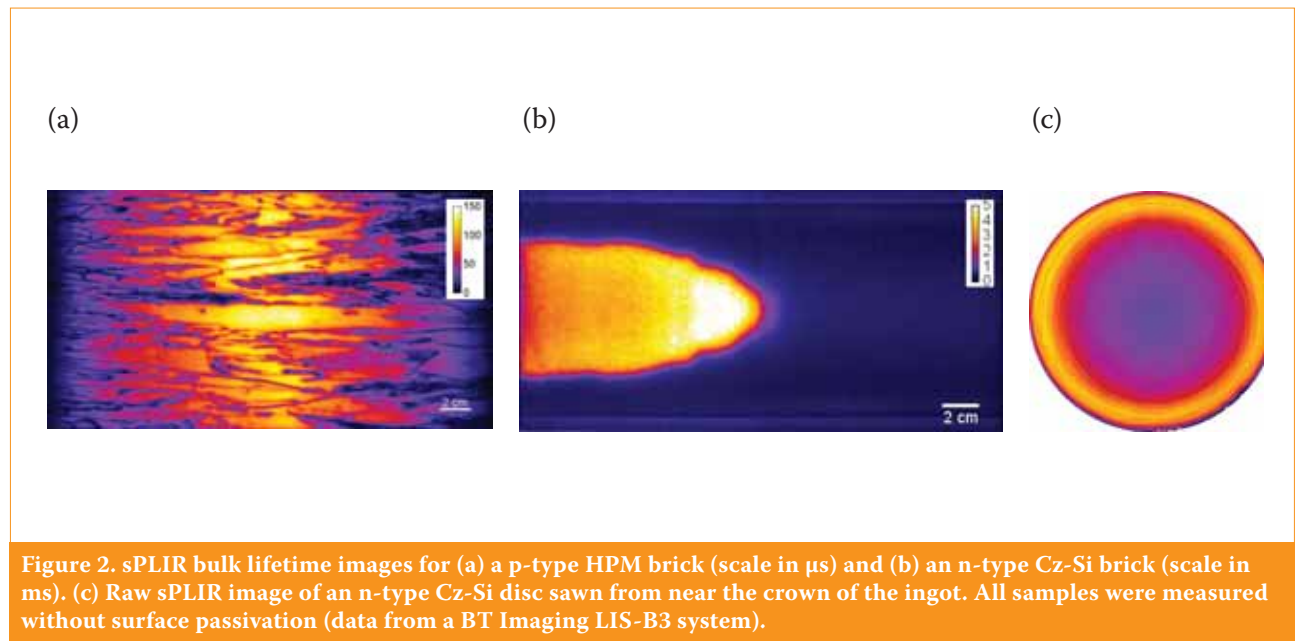 (a)
(b)
(c)
150
100
50
0
2 cm
5
4
3
2
1
0
2 cm
Figure 2. sPLIR bulk lifetime images for (a) a p-type HPM brick (scale in µs) and (b) an n-type Cz-Si brick (scale in
ms). (c) Raw sPLIR image of an n-type Cz-Si disc sawn from near the crown of the ingot. All samples were measured
without surface passivation (data from a BT Imaging LIS-B3 system).